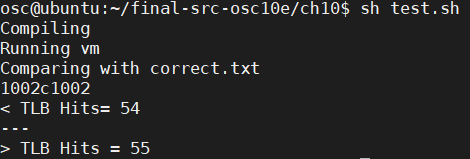 osc@ubuntu:~/final-src-osc10e/ch10$ sh test.sh
Compiling
Running vm
Comparing with correct.txt
1002c1002
< TLB Hits= 54
---
> TLB Hits = 55